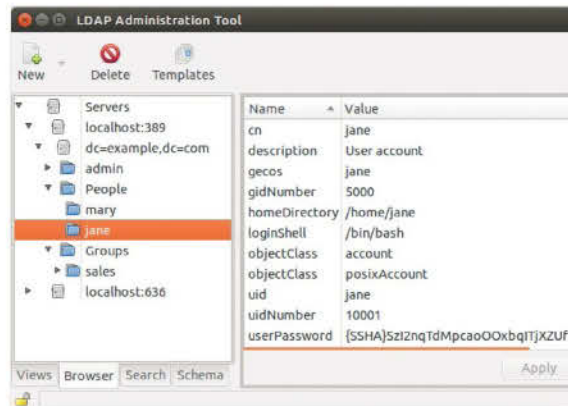 LDAP Administration Tool
New Delete Templates
Servers
localhost:389
dc=example,dc=com
admin
People
mary
jane
Groups
sales
localhost:636
Views Browser Search Schema
Name Value
cn jane
description User account
gecos jane
gidNumber 5000
homeDirectory /home/jane
loginShell /bin/bash
objectClass account
objectClass posixAccount
uid jane
uidNumber 10001
userPassword
Apply